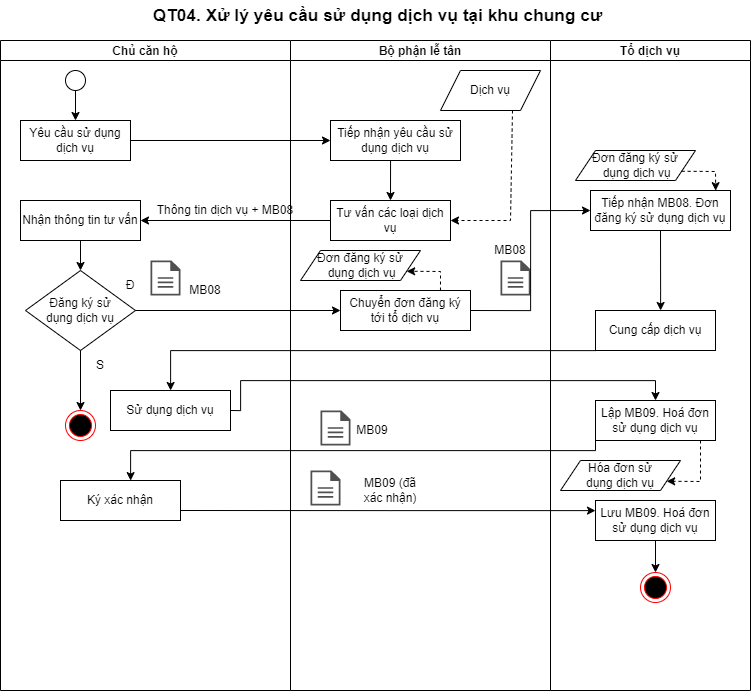 QT04. Xử lý yêu cầu sử dụng dịch vụ tại khu chung cư
Chủ căn hộ
Bộ phận lễ tân
Tổ dịch vụ
Dịch vụ
Yêu cầu sử dụng
dịch vụ
Tiếp nhận yêu cầu sử
dụng dịch vụ
Đơn đăng ký sử
dụng dịch vụ
Nhận thông tin tư vấn
Thông tin dịch vụ + MB08
Tư vấn các loại dịch
vụ
Tiếp nhận MB08. Đơn
đăng ký sử dụng dịch vụ
Đơn đăng ký sử
dụng dịch vụ
MB08
Đ
MB08
Đăng ký sử
dụng dịch vụ
Chuyển đơn đăng ký
tới tổ dịch vụ
Cung cấp dịch vụ
S
Sử dụng dịch vụ
Lập MB09. Hoá đơn
sử dụng dịch vụ
MB09
Hóa đơn sử
dụng dịch vụ
MB09 (đã
xác nhận)
Ký xác nhận
Lưu MB09. Hoá đơn
sử dụng dịch vụ